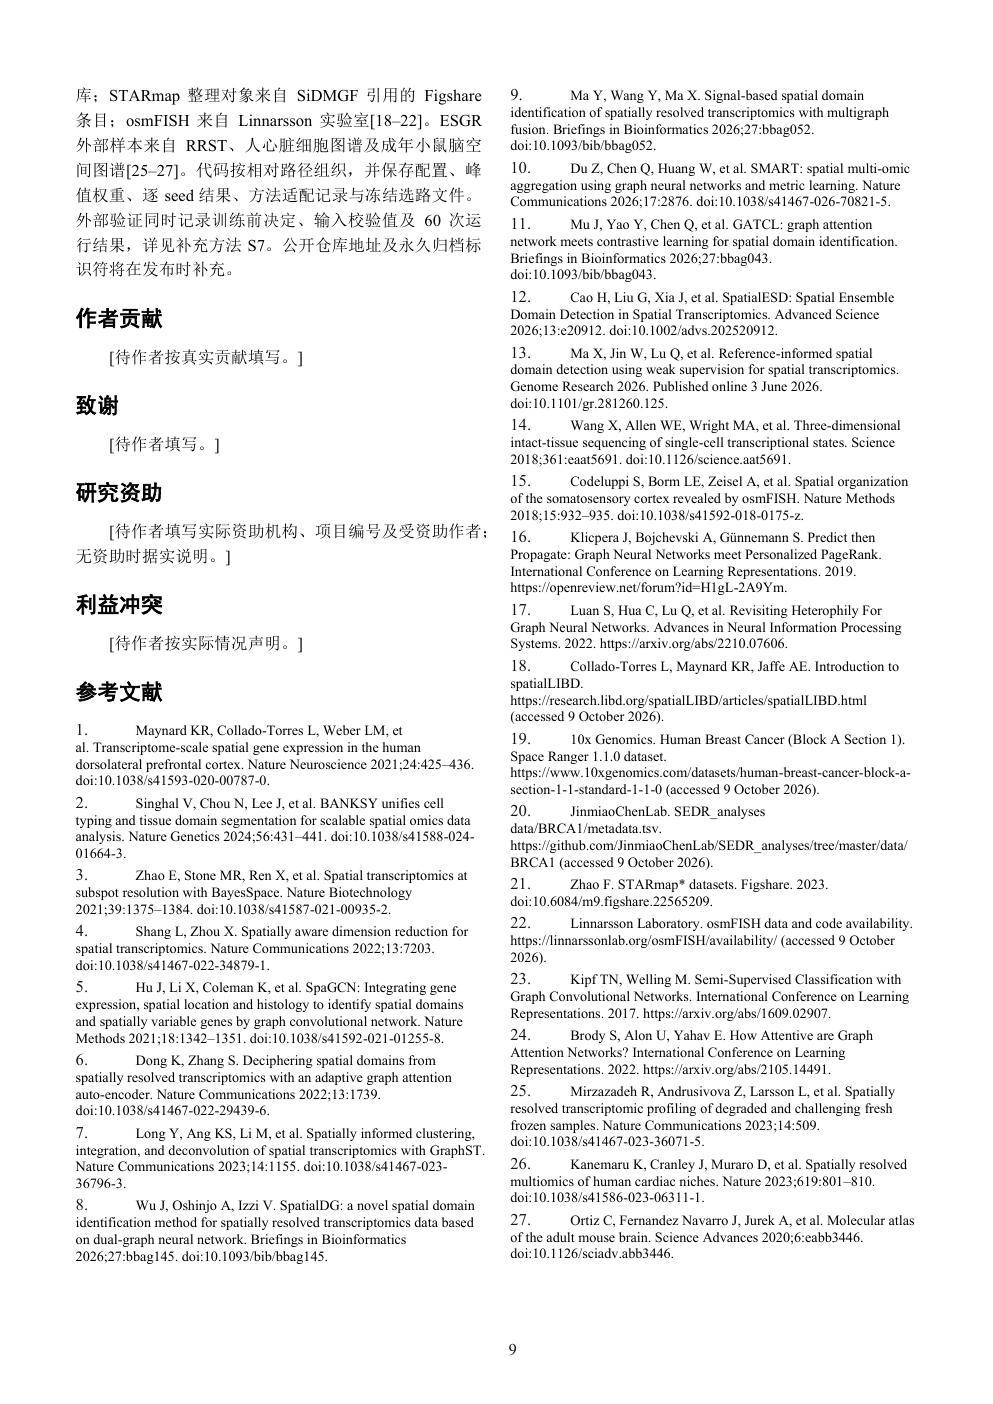 库；STARmap 整理对象来自 SiDMGF 引用的 Figshare
条目；osmFISH 来自 Linnarsson 实验室[18–22]。ESGR
外部样本来自 RRST、人心脏细胞图谱及成年小鼠脑空
间图谱[25–27]。代码按相对路径组织，并保存配置、峰
值权重、逐 seed 结果、方法适配记录与冻结选路文件。
外部验证同时记录训练前决定、输入校验值及 60 次运
行结果，详见补充方法 S7。公开仓库地址及永久归档标
识符将在发布时补充。
作者贡献
[待作者按真实贡献填写。]
致谢
[待作者填写。]
研究资助
[待作者填写实际资助机构、项目编号及受资助作者；
无资助时据实说明。]
利益冲突
[待作者按实际情况声明。]
参考文献
1. Maynard KR, Collado-Torres L, Weber LM, et
al. Transcriptome-scale spatial gene expression in the human
dorsolateral prefrontal cortex. Nature Neuroscience 2021;24:425–436.
doi:10.1038/s41593-020-00787-0.
2. Singhal V, Chou N, Lee J, et al. BANKSY unifies cell
typing and tissue domain segmentation for scalable spatial omics data
analysis. Nature Genetics 2024;56:431–441. doi:10.1038/s41588-024-
01664-3.
3. Zhao E, Stone MR, Ren X, et al. Spatial transcriptomics at
subspot resolution with BayesSpace. Nature Biotechnology
2021;39:1375–1384. doi:10.1038/s41587-021-00935-2.
4. Shang L, Zhou X. Spatially aware dimension reduction for
spatial transcriptomics. Nature Communications 2022;13:7203.
doi:10.1038/s41467-022-34879-1.
5. Hu J, Li X, Coleman K, et al. SpaGCN: Integrating gene
expression, spatial location and histology to identify spatial domains
and spatially variable genes by graph convolutional network. Nature
Methods 2021;18:1342–1351. doi:10.1038/s41592-021-01255-8.
6. Dong K, Zhang S. Deciphering spatial domains from
spatially resolved transcriptomics with an adaptive graph attention
auto-encoder. Nature Communications 2022;13:1739.
doi:10.1038/s41467-022-29439-6.
7. Long Y, Ang KS, Li M, et al. Spatially informed clustering,
integration, and deconvolution of spatial transcriptomics with GraphST.
Nature Communications 2023;14:1155. doi:10.1038/s41467-023-
36796-3.
8. Wu J, Oshinjo A, Izzi V. SpatialDG: a novel spatial domain
identification method for spatially resolved transcriptomics data based
on dual-graph neural network. Briefings in Bioinformatics
2026;27:bbag145. doi:10.1093/bib/bbag145.
9. Ma Y, Wang Y, Ma X. Signal-based spatial domain
identification of spatially resolved transcriptomics with multigraph
fusion. Briefings in Bioinformatics 2026;27:bbag052.
doi:10.1093/bib/bbag052.
10. Du Z, Chen Q, Huang W, et al. SMART: spatial multi-omic
aggregation using graph neural networks and metric learning. Nature
Communications 2026;17:2876. doi:10.1038/s41467-026-70821-5.
11. Mu J, Yao Y, Chen Q, et al. GATCL: graph attention
network meets contrastive learning for spatial domain identification.
Briefings in Bioinformatics 2026;27:bbag043.
doi:10.1093/bib/bbag043.
12. Cao H, Liu G, Xia J, et al. SpatialESD: Spatial Ensemble
Domain Detection in Spatial Transcriptomics. Advanced Science
2026;13:e20912. doi:10.1002/advs.202520912.
13. Ma X, Jin W, Lu Q, et al. Reference-informed spatial
domain detection using weak supervision for spatial transcriptomics.
Genome Research 2026. Published online 3 June 2026.
doi:10.1101/gr.281260.125.
14. Wang X, Allen WE, Wright MA, et al. Three-dimensional
intact-tissue sequencing of single-cell transcriptional states. Science
2018;361:eaat5691. doi:10.1126/science.aat5691.
15. Codeluppi S, Borm LE, Zeisel A, et al. Spatial organization
of the somatosensory cortex revealed by osmFISH. Nature Methods
2018;15:932–935. doi:10.1038/s41592-018-0175-z.
16. Klicpera J, Bojchevski A, Günnemann S. Predict then
Propagate: Graph Neural Networks meet Personalized PageRank.
International Conference on Learning Representations. 2019.
https://openreview.net/forum?id=H1gL-2A9Ym.
17. Luan S, Hua C, Lu Q, et al. Revisiting Heterophily For
Graph Neural Networks. Advances in Neural Information Processing
Systems. 2022. https://arxiv.org/abs/2210.07606.
18. Collado-Torres L, Maynard KR, Jaffe AE. Introduction to
spatialLIBD.
https://research.libd.org/spatialLIBD/articles/spatialLIBD.html
(accessed 9 October 2026).
19. 10x Genomics. Human Breast Cancer (Block A Section 1).
Space Ranger 1.1.0 dataset.
https://www.10xgenomics.com/datasets/human-breast-cancer-block-a-
section-1-1-standard-1-1-0 (accessed 9 October 2026).
20. JinmiaoChenLab. SEDR_analyses
data/BRCA1/metadata.tsv.
https://github.com/JinmiaoChenLab/SEDR_analyses/tree/master/data/
BRCA1 (accessed 9 October 2026).
21. Zhao F. STARmap* datasets. Figshare. 2023.
doi:10.6084/m9.figshare.22565209.
22. Linnarsson Laboratory. osmFISH data and code availability.
https://linnarssonlab.org/osmFISH/availability/ (accessed 9 October
2026).
23. Kipf TN, Welling M. Semi-Supervised Classification with
Graph Convolutional Networks. International Conference on Learning
Representations. 2017. https://arxiv.org/abs/1609.02907.
24. Brody S, Alon U, Yahav E. How Attentive are Graph
Attention Networks? International Conference on Learning
Representations. 2022. https://arxiv.org/abs/2105.14491.
25. Mirzazadeh R, Andrusivova Z, Larsson L, et al. Spatially
resolved transcriptomic profiling of degraded and challenging fresh
frozen samples. Nature Communications 2023;14:509.
doi:10.1038/s41467-023-36071-5.
26. Kanemaru K, Cranley J, Muraro D, et al. Spatially resolved
multiomics of human cardiac niches. Nature 2023;619:801–810.
doi:10.1038/s41586-023-06311-1.
27. Ortiz C, Fernandez Navarro J, Jurek A, et al. Molecular atlas
of the adult mouse brain. Science Advances 2020;6:eabb3446.
doi:10.1126/sciadv.abb3446.
9